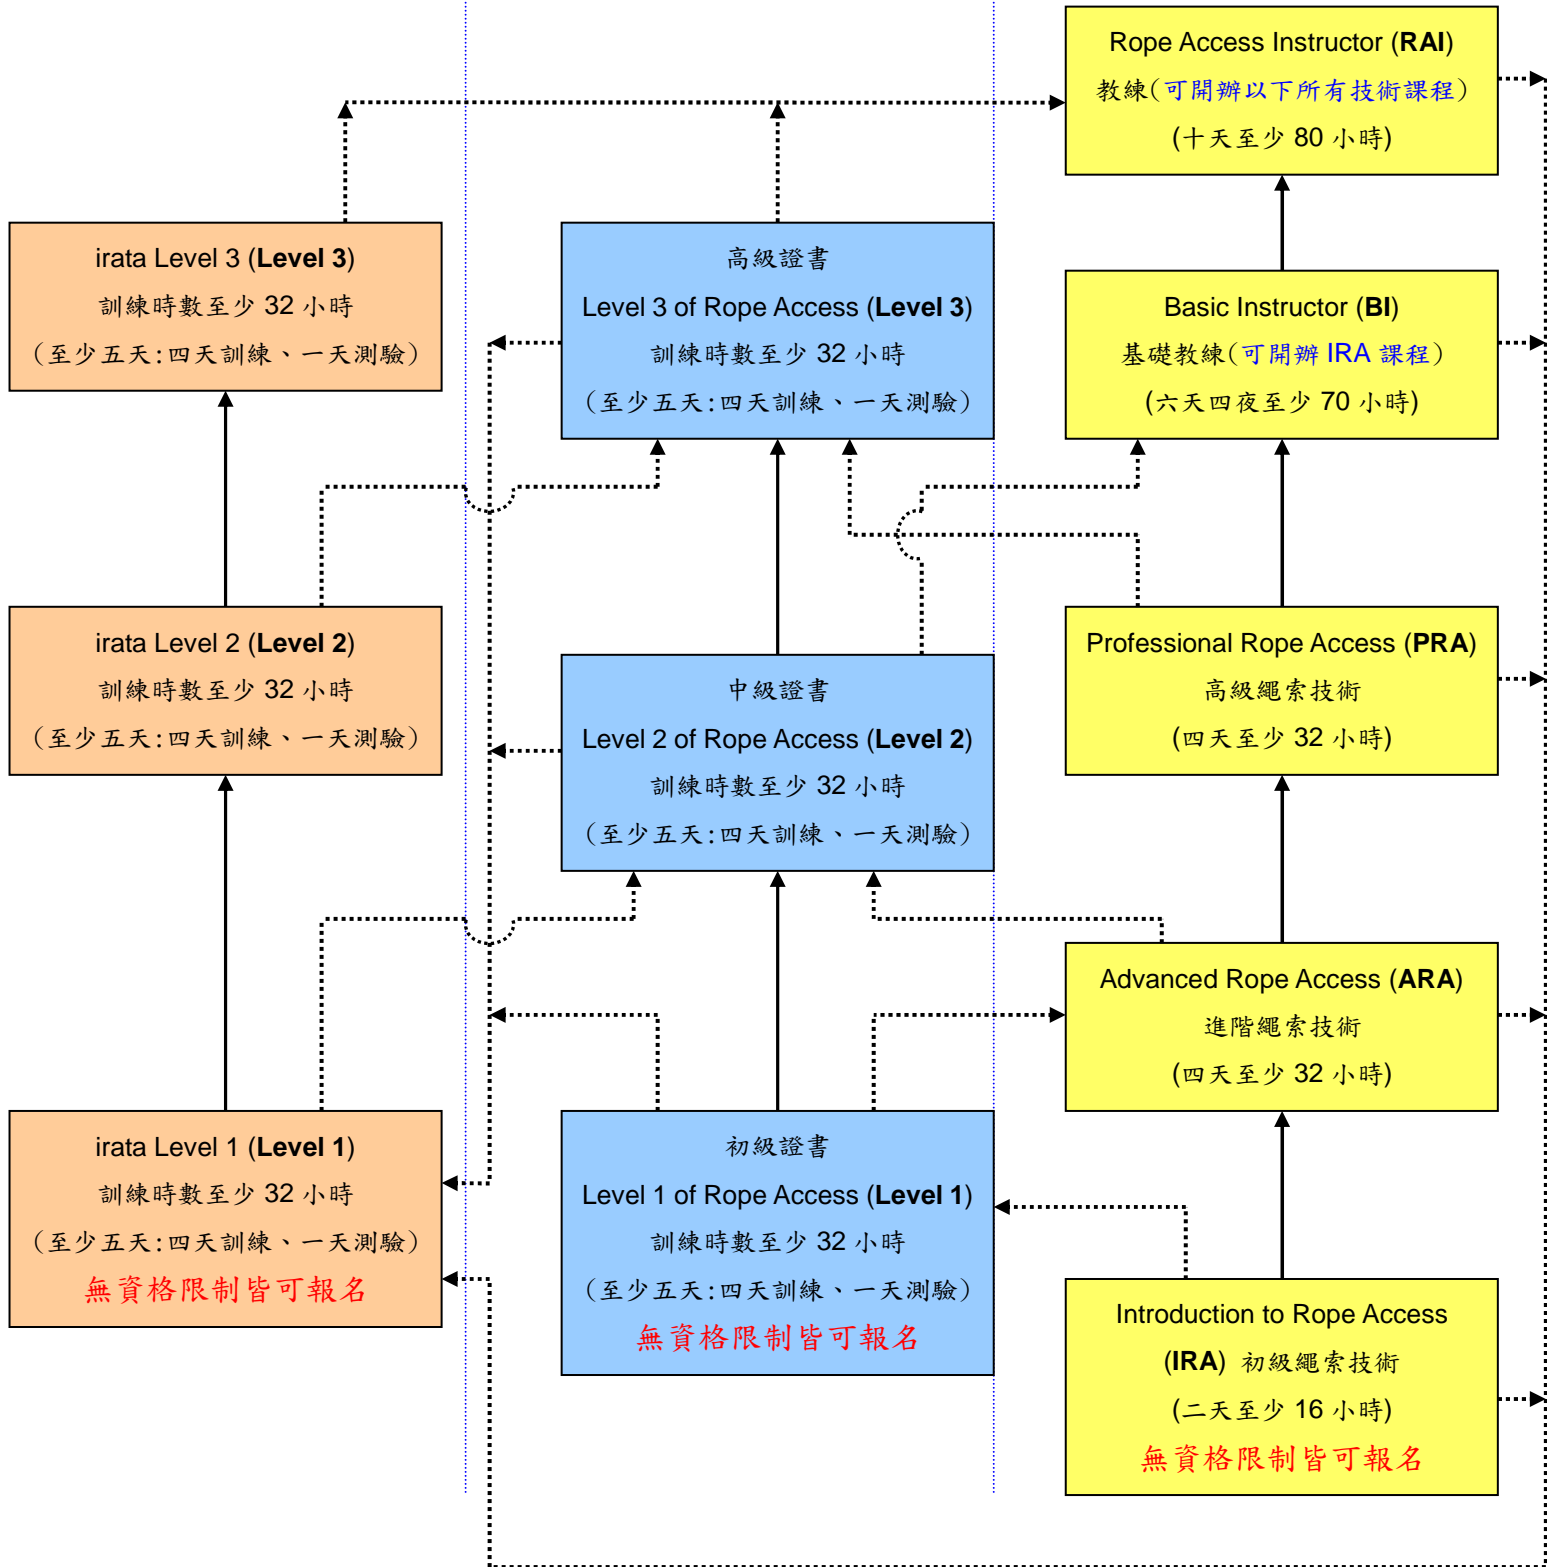 Rope Access Instructor (RAI)
教練(可開辦以下所有技術課程)
(十天至少 80 小時)
irata Level 3 (Level 3)
訓練時數至少 32 小時
(至少五天:四天訓練、一天測驗)
高級證書
Level 3 of Rope Access (Level 3)
訓練時數至少 32 小時
(至少五天:四天訓練、一天測驗)
Basic Instructor (BI)
基礎教練(可開辦 IRA 課程)
(六天四夜至少 70 小時)
irata Level 2 (Level 2)
訓練時數至少 32 小時
(至少五天:四天訓練、一天測驗)
中級證書
Level 2 of Rope Access (Level 2)
訓練時數至少 32 小時
(至少五天:四天訓練、一天測驗)
Professional Rope Access (PRA)
高級繩索技術
(四天至少 32 小時)
Advanced Rope Access (ARA)
進階繩索技術
(四天至少 32 小時)
irata Level 1 (Level 1)
訓練時數至少 32 小時
(至少五天:四天訓練、一天測驗)
無資格限制皆可報名
初級證書
Level 1 of Rope Access (Level 1)
訓練時數至少 32 小時
(至少五天:四天訓練、一天測驗)
無資格限制皆可報名
Introduction to Rope Access
(IRA) 初級繩索技術
(二天至少 16 小時)
無資格限制皆可報名